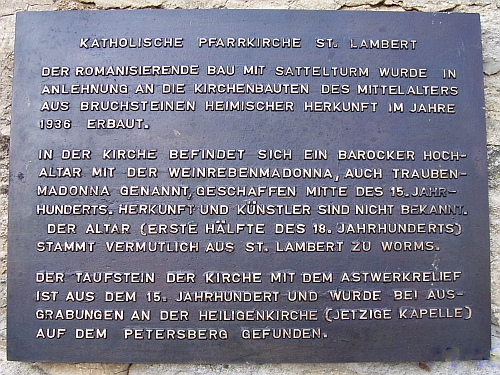 KATHOLISCHE PFARRKIRCHE ST. LAMBERT
DER ROMANISIERENDE BAU MIT SATTELTURM WURDE IN
ANLEHNUNG AN DIE KIRCHENBAUTEN DES MITTELALTERS
AUS BRUCHSTEINEN HEIMISCHER HERKUNFT IM JAHRE
1936 ERBAUT.
IN DER KIRCHE BEFINDET SICH EIN BAROCKER HOCH-
ALTAR MIT DER WEINREBENMADONNA, AUCH TRAUBEN-
MADONNA GENANNT, GESCHAFFEN MITTE DES 15. JAHR-
HUNDERTS. HERKUNFT UND KÜNSTLER SIND NICHT BEKANNT.
DER ALTAR (ERSTE HÄLFTE DES 18. JAHRHUNDERTS)
STAMMT VERMUTLICH AUS ST. LAMBERT ZU WORMS.
DER TAUFSTEIN DER KIRCHE MIT DEM ASTWERKRELIEF
IST AUS DEM 15. JAHRHUNDERT UND WURDE BEI AUS-
GRABUNGEN AN DER HEILIGENKIRCHE (JETZIGE KAPELLE)
AUF DEM PETERSBERG GEFUNDEN.